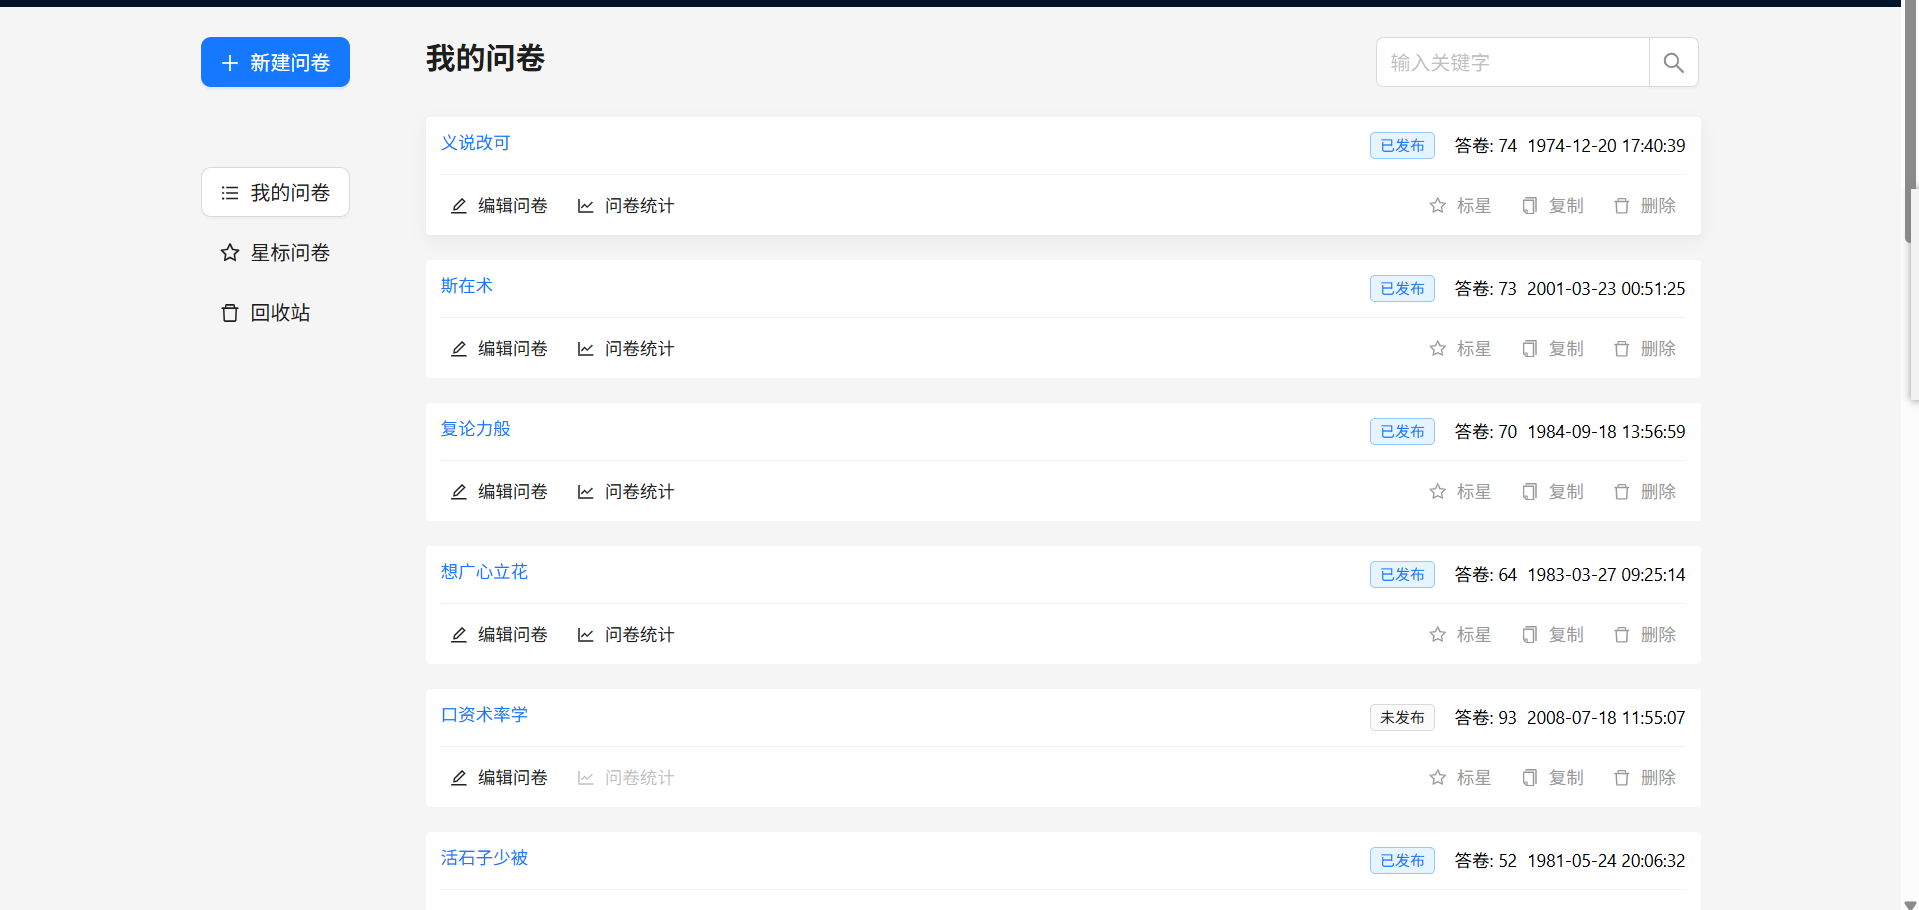 新建问卷
我的问卷
星标问卷
回收站
我的问卷
输入关键字
义说改可
已发布 答卷: 74 1974-12-20 17:40:39
编辑问卷 问卷统计 标星 复制 删除
斯在术
已发布 答卷: 73 2001-03-23 00:51:25
编辑问卷 问卷统计 标星 复制 删除
复论力般
已发布 答卷: 70 1984-09-18 13:56:59
编辑问卷 问卷统计 标星 复制 删除
想广心立花
已发布 答卷: 64 1983-03-27 09:25:14
编辑问卷 问卷统计 标星 复制 删除
口资术率学
未发布 答卷: 93 2008-07-18 11:55:07
编辑问卷 问卷统计 标星 复制 删除
活石子少被
已发布 答卷: 52 1981-05-24 20:06:32